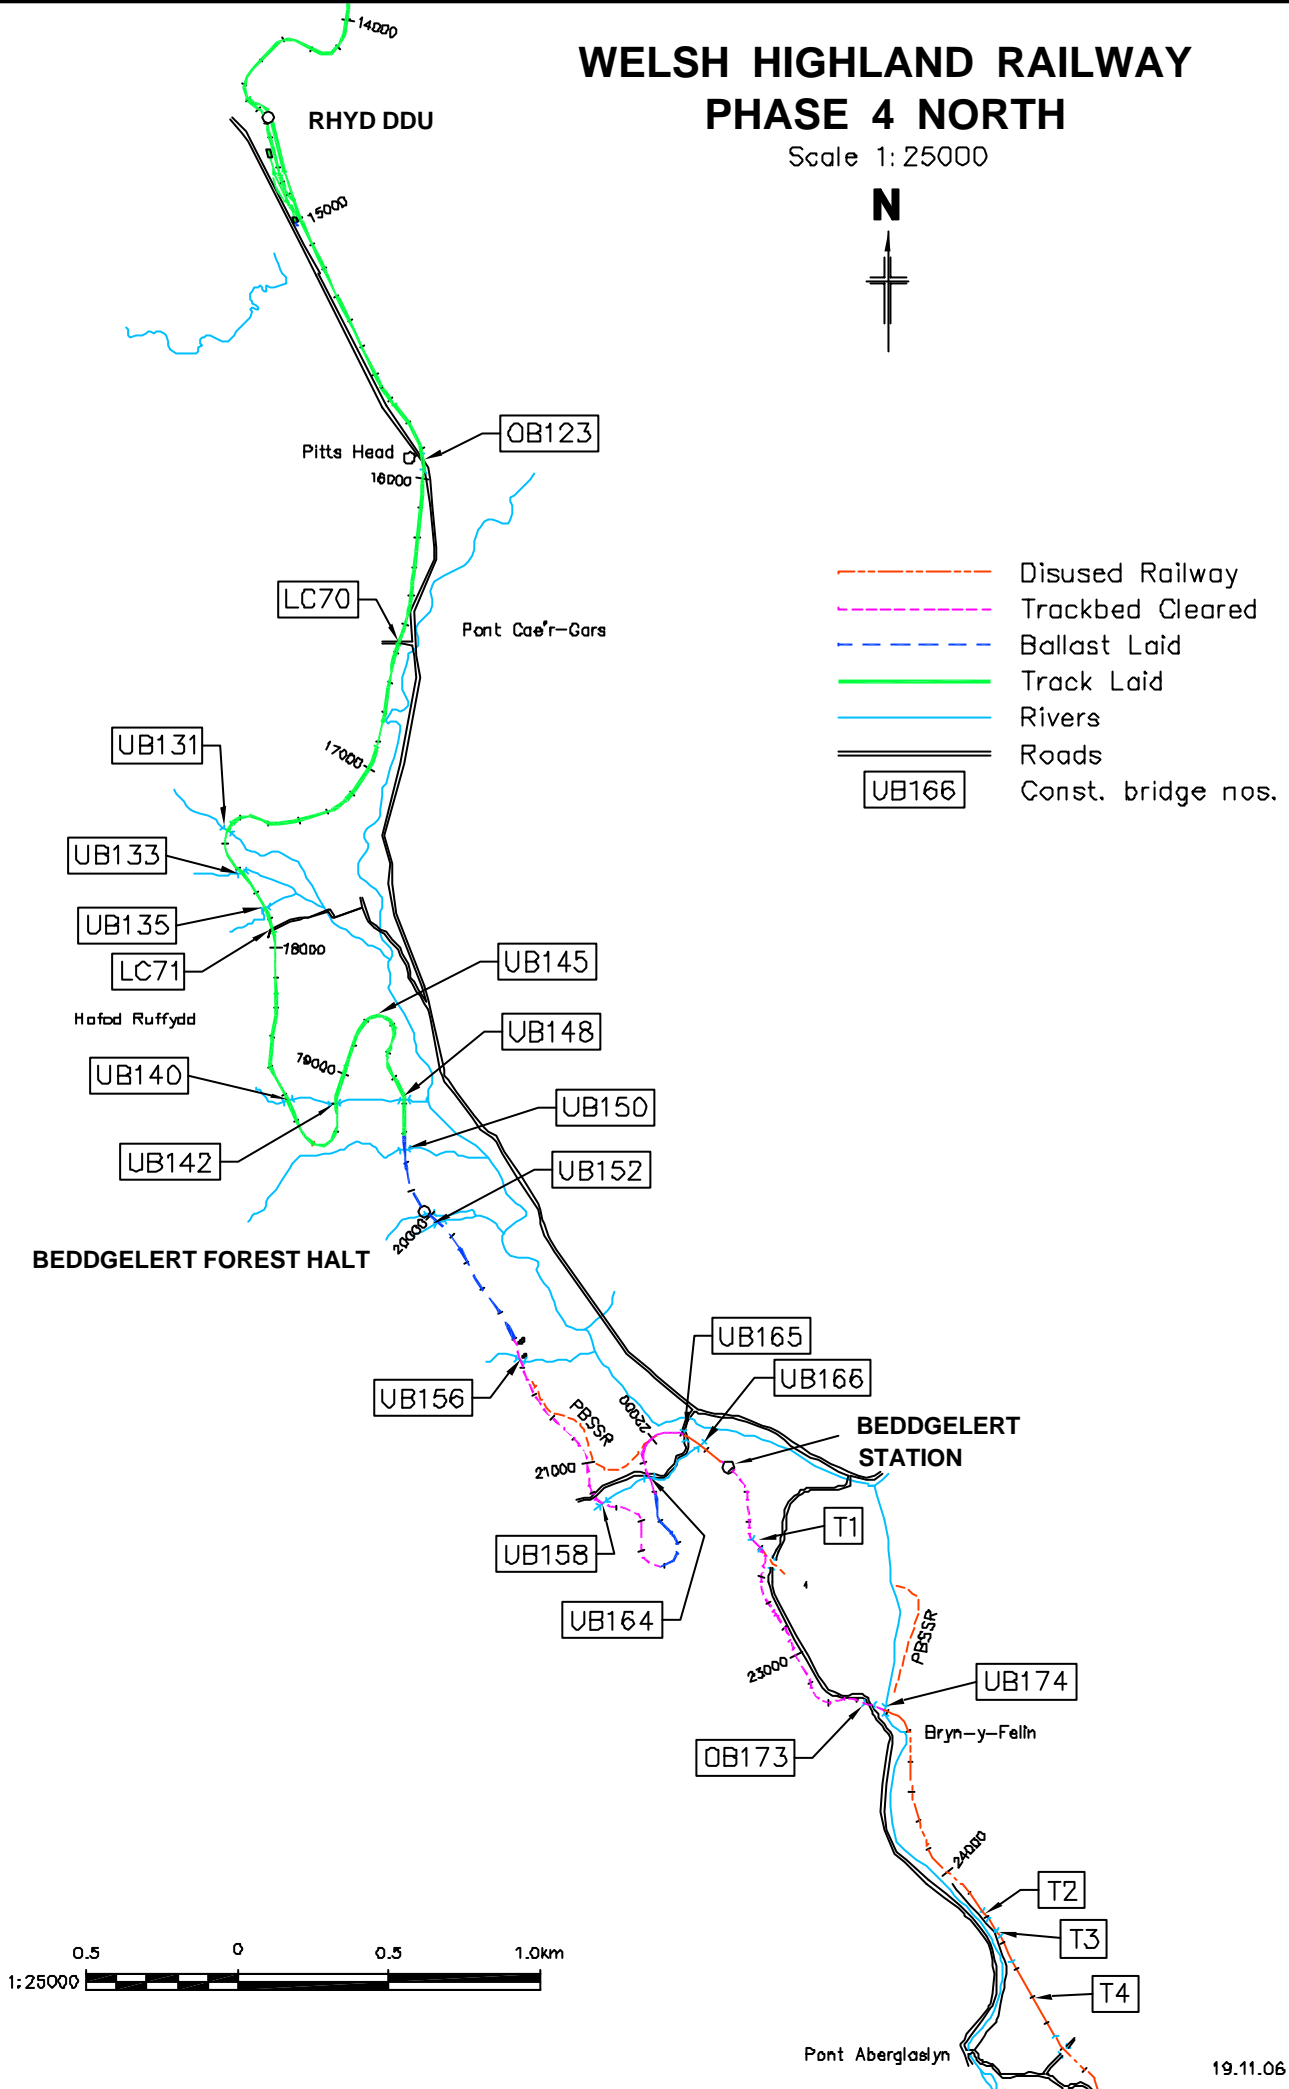 14000
WELSH HIGHLAND RAILWAY
PHASE 4 NORTH
Scale 1:25000
N
RHYD DDU
15000
OB123
Pitts Head
16000
Disused Railway
Trackbed Cleared
Ballast Laid
Track Laid
Rivers
Roads
UB166 Const. bridge nos.
LC70
Pont Cae'r-Gars
UB131
17000
UB133
UB135
18000
LC71
UB145
Hafod Ruffydd
UB148
19000
UB140
UB150
UB142
UB152
20000
BEDDGELERT FOREST HALT
UB165
UB166
UB156
PBSSR
22000
BEDDGELERT
STATION
21000
T1
UB158
UB164
PBSSR
23000
UB174
Bryn-y-Felin
OB173
24000
T2
T3
T4
0.5 0 0.5 1.0km
1:25000
Pont Aberglaslyn
19.11.06